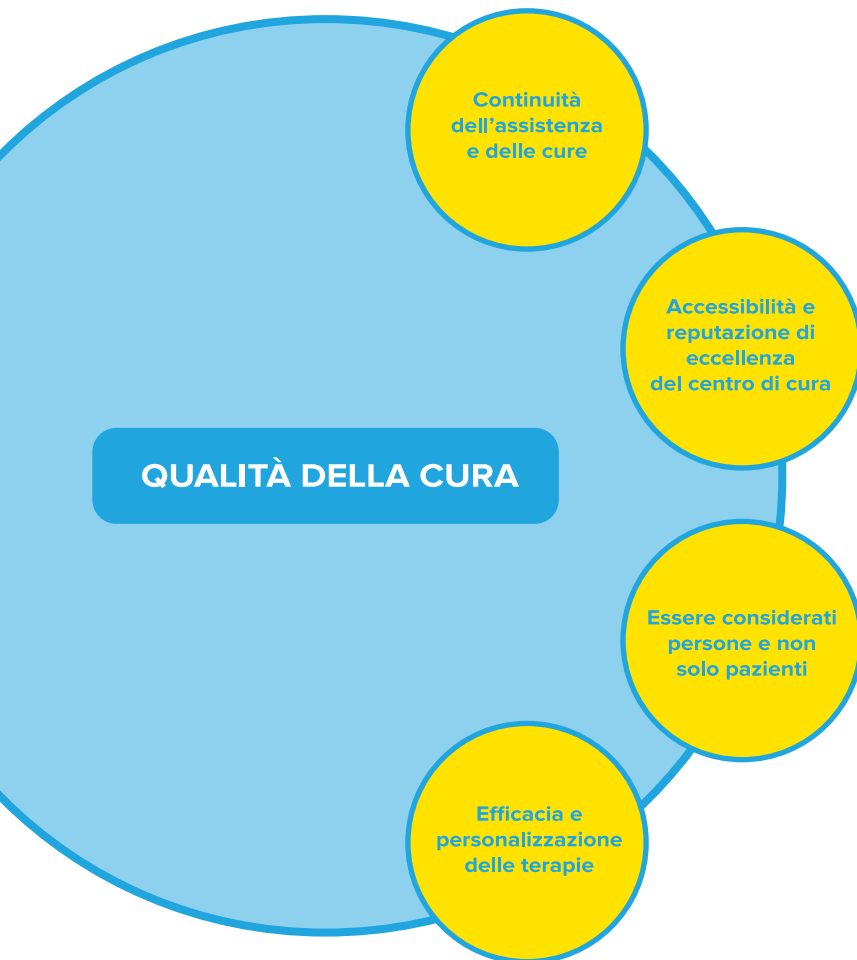 Continuità
dell’assistenza
e delle cure
Accessibilità e
reputazione di
eccellenza
del centro di cura
QUALITÀ DELLA CURA
Essere considerati
persone e non
solo pazienti
Efficacia e
personalizzazione
delle terapie